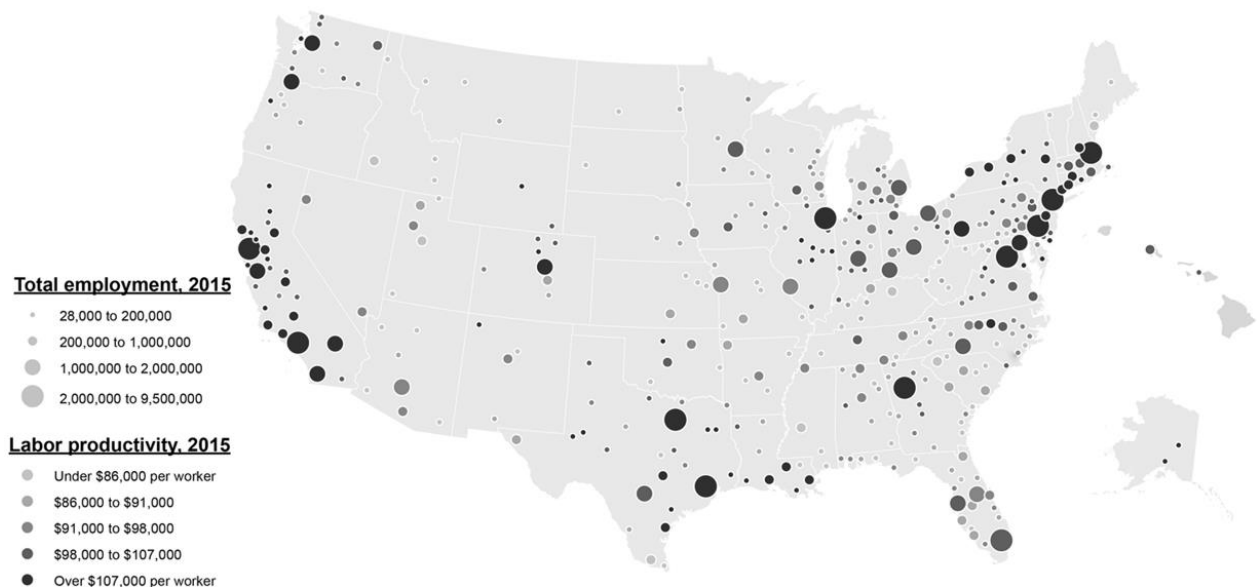 Total employment, 2015
28,000 to 200,000
200,000 to 1,000,000
1,000,000 to 2,000,000
2,000,000 to 9,500,000
Labor productivity, 2015
Under $86,000 per worker
$86,000 to $91,000
$91,000 to $98,000
$98,000 to $107,000
Over $107,000 per worker